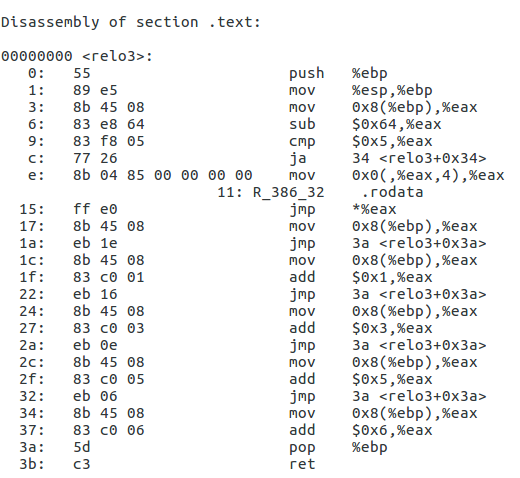 Disassembly of section .text:
00000000 <relo3>:
0: 55 push %ebp
1: 89 e5 mov %esp,%ebp
3: 8b 45 08 mov 0x8(%ebp),%eax
6: 83 e8 64 sub $0x64,%eax
9: 83 f8 05 cmp $0x5,%eax
c: 77 26 ja 34 <relo3+0x34>
e: 8b 04 85 00 00 00 00 mov 0x0(,%eax,4),%eax
11: R_386_32 .rodata
15: ff e0 jmp *%eax
17: 8b 45 08 mov 0x8(%ebp),%eax
1a: eb 1e jmp 3a <relo3+0x3a>
1c: 8b 45 08 mov 0x8(%ebp),%eax
1f: 83 c0 01 add $0x1,%eax
22: eb 16 jmp 3a <relo3+0x3a>
24: 8b 45 08 mov 0x8(%ebp),%eax
27: 83 c0 03 add $0x3,%eax
2a: eb 0e jmp 3a <relo3+0x3a>
2c: 8b 45 08 mov 0x8(%ebp),%eax
2f: 83 c0 05 add $0x5,%eax
32: eb 06 jmp 3a <relo3+0x3a>
34: 8b 45 08 mov 0x8(%ebp),%eax
37: 83 c0 06 add $0x6,%eax
3a: 5d pop %ebp
3b: c3 ret